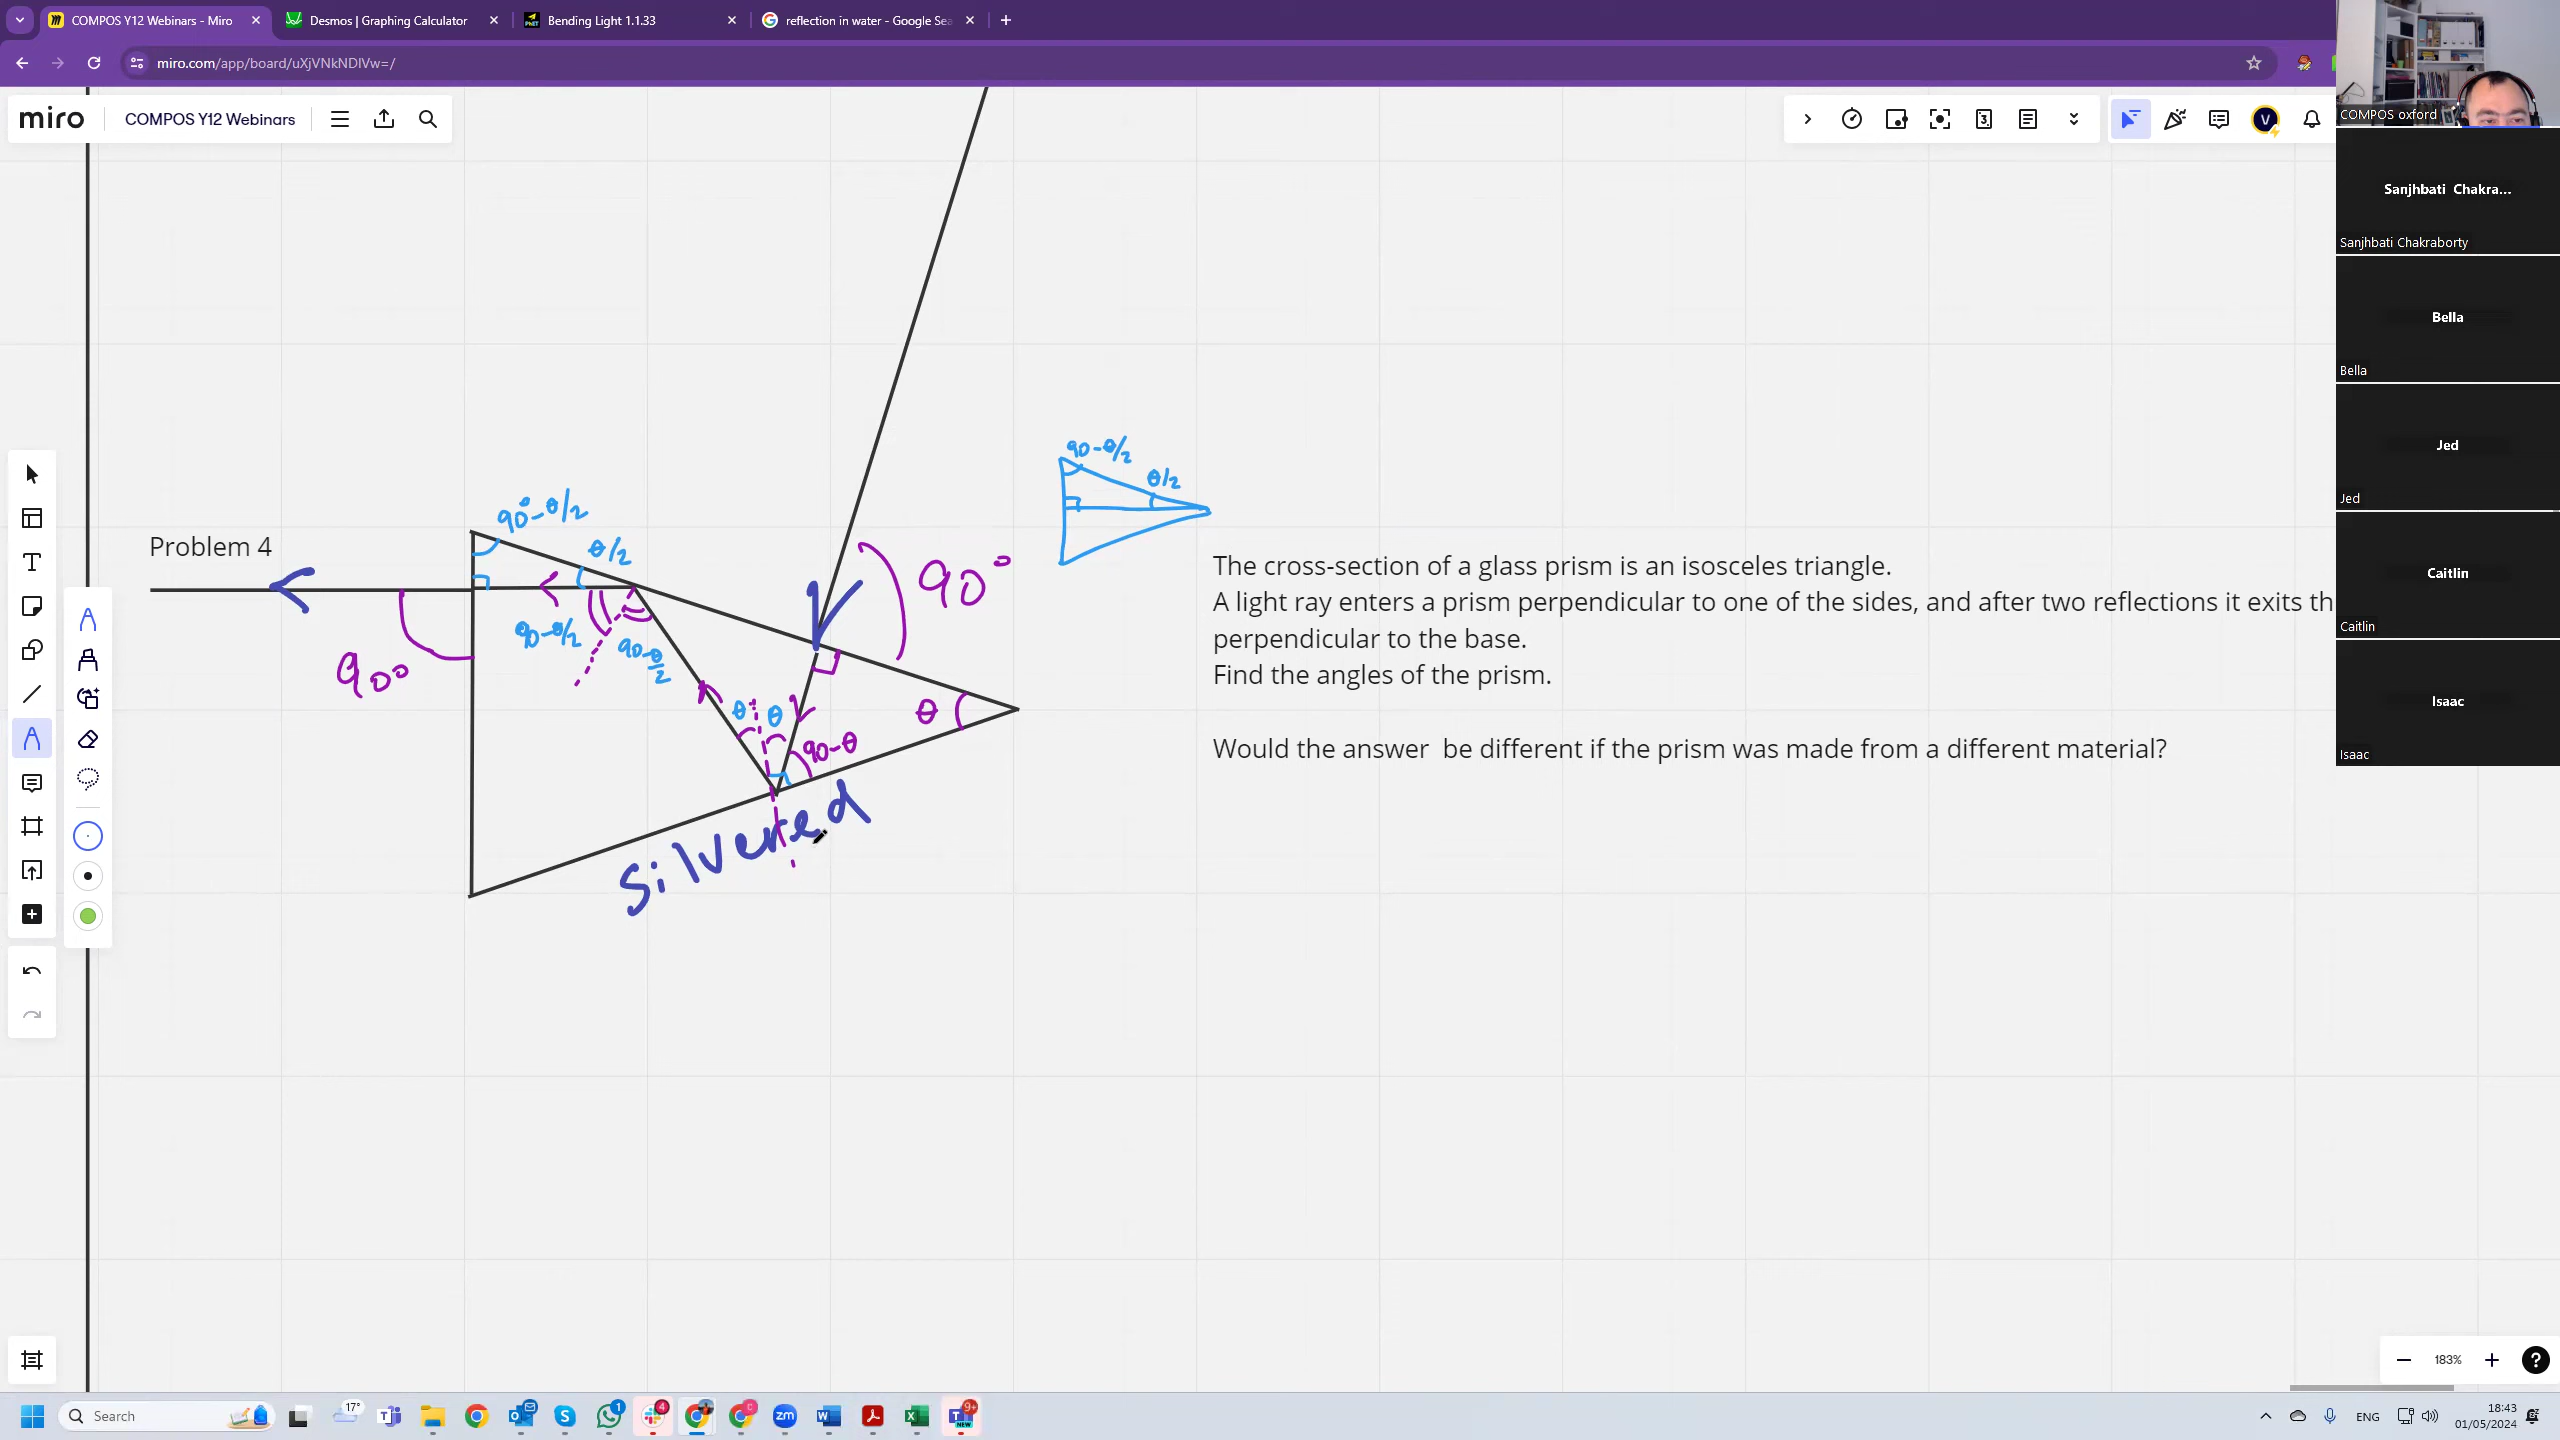 COMPOS Y12 Webinars - Miro
Desmos | Graphing Calculator
Bending Light 1.1.33
reflection in water - Google Sea
miro.com/app/board/uXjVNkNDIVw=/
miro
COMPOS Y12 Webinars
V
COMPOS oxford
Sanjhbati Chakra...
Sanjhbati Chakraborty
Bella
Bella
Jed
Jed
Caitlin
Caitlin
Isaac
Isaac
Problem 4
90°-θ/2
θ/2
90-θ/2
90-θ/2
90°
90°
θ
θ
90-θ
θ
silvered
90-θ/2
θ/2
The cross-section of a glass prism is an isosceles triangle.
A light ray enters a prism perpendicular to one of the sides, and after two reflections it exits th
perpendicular to the base.
Find the angles of the prism.
Would the answer be different if the prism was made from a different material?
183%
Search
17°
1
4
9+
ENG
18:43
01/05/2024